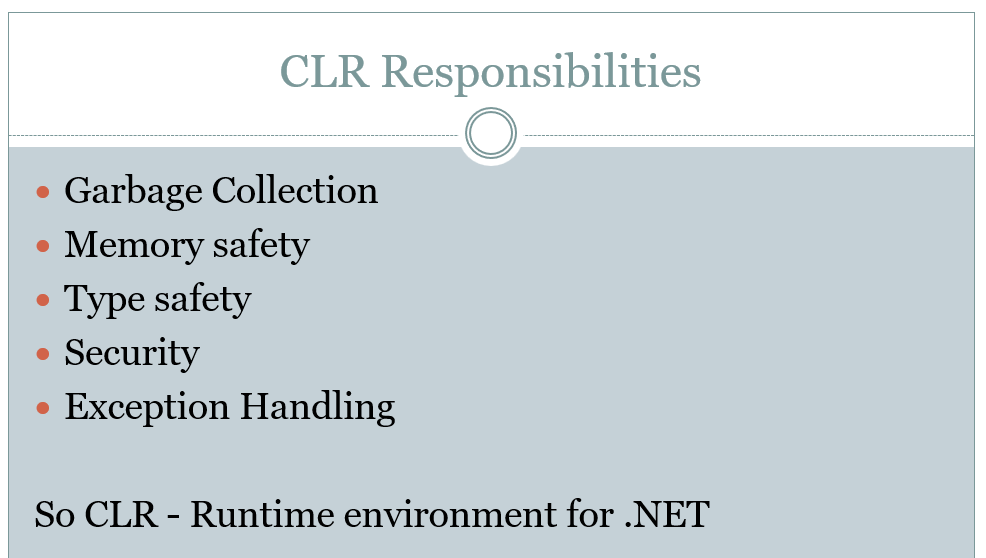 CLR Responsibilities
Garbage Collection
Memory safety
Type safety
Security
Exception Handling
So CLR - Runtime environment for .NET